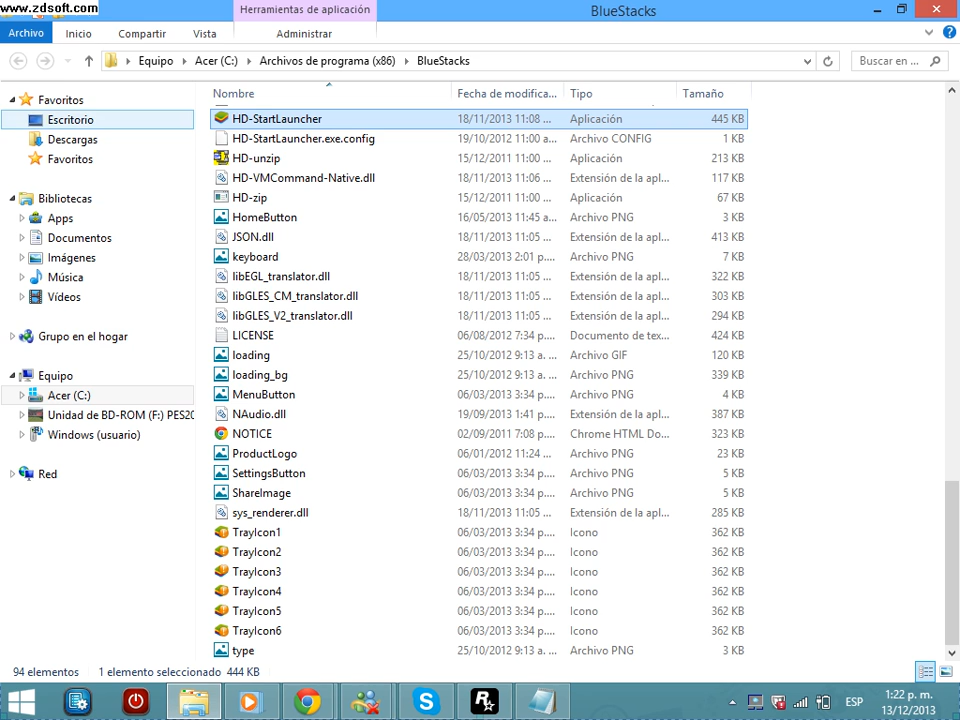 www.zdsoft.com
Herramientas de aplicación
BlueStacks
Archivo Inicio Compartir Vista Administrar
Equipo Acer (C:) Archivos de programa (x86) BlueStacks Buscar en ...
Nombre Fecha de modifica... Tipo Tamaño
Favoritos
Escritorio
Descargas
Favoritos
Bibliotecas
Apps
Documentos
Imágenes
Música
Vídeos
Grupo en el hogar
Equipo
Acer (C:)
Unidad de BD-ROM (F:) PES20
Windows (usuario)
Red
HD-StartLauncher 18/11/2013 11:08 ... Aplicación 445 KB
HD-StartLauncher.exe.config 19/10/2012 9:00 a... Archivo CONFIG 1 KB
HD-unzip 15/12/2011 11:00 ... Aplicación 213 KB
HD-VMCommand-Native.dll 18/11/2013 11:06 ... Extensión de la apl... 117 KB
HD-zip 15/12/2011 11:00 ... Aplicación 67 KB
HomeButton 16/05/2013 11:45 a... Archivo PNG 3 KB
JSON.dll 18/11/2013 11:05 ... Extensión de la apl... 413 KB
keyboard 28/03/2013 2:01 p.... Archivo PNG 7 KB
libEGL_translator.dll 18/11/2013 11:05 ... Extensión de la apl... 322 KB
libGLES_CM_translator.dll 18/11/2013 11:05 ... Extensión de la apl... 303 KB
libGLES_V2_translator.dll 18/11/2013 11:05 ... Extensión de la apl... 294 KB
LICENSE 06/08/2012 7:34 p... Documento de tex... 424 KB
loading 25/10/2012 9:13 a. ... Archivo GIF 120 KB
loading_bg 25/10/2012 9:13 a. ... Archivo PNG 339 KB
MenuButton 06/03/2013 3:34 p.... Archivo PNG 4 KB
NAudio.dll 19/09/2013 1:41 p... Extensión de la apl... 387 KB
NOTICE 02/09/2011 7:08 p... Chrome HTML Do... 323 KB
ProductLogo 06/01/2012 11:24 ... Archivo PNG 23 KB
SettingsButton 06/03/2013 3:34 p.... Archivo PNG 5 KB
ShareImage 06/03/2013 3:34 p.... Archivo PNG 5 KB
sys_renderer.dll 18/11/2013 11:05 ... Extensión de la apl... 285 KB
TrayIcon1 06/03/2013 3:34 p.... Icono 362 KB
TrayIcon2 06/03/2013 3:34 p.... Icono 362 KB
TrayIcon3 06/03/2013 3:34 p.... Icono 362 KB
TrayIcon4 06/03/2013 3:34 p.... Icono 362 KB
TrayIcon5 06/03/2013 3:34 p.... Icono 362 KB
TrayIcon6 06/03/2013 3:34 p.... Icono 362 KB
type 25/10/2012 9:13 a. ... Archivo PNG 3 KB
94 elementos 1 elemento seleccionado 444 KB
ESP
1:22 p. m.
13/12/2013